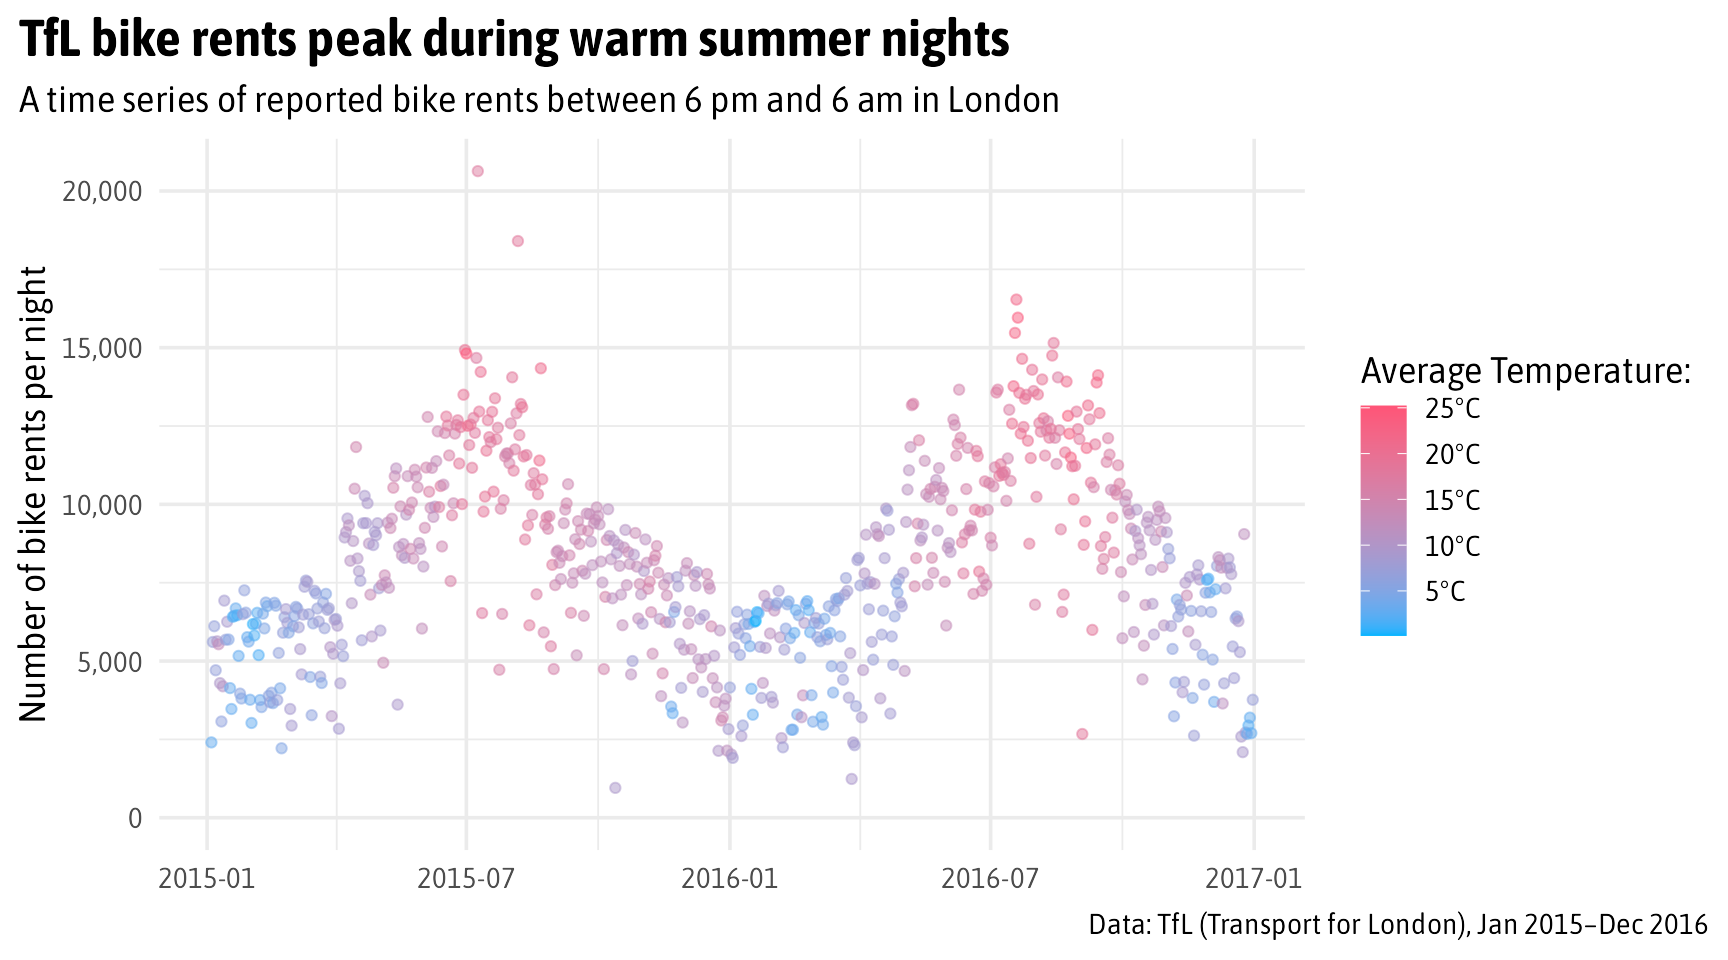 TfL bike rents peak during warm summer nights
A time series of reported bike rents between 6 pm and 6 am in London
Number of bike rents per night
20,000
15,000
10,000
5,000
0
2015-01
2015-07
2016-01
2016-07
2017-01
Average Temperature:
25°C
20°C
15°C
10°C
5°C
Data: TfL (Transport for London), Jan 2015–Dec 2016